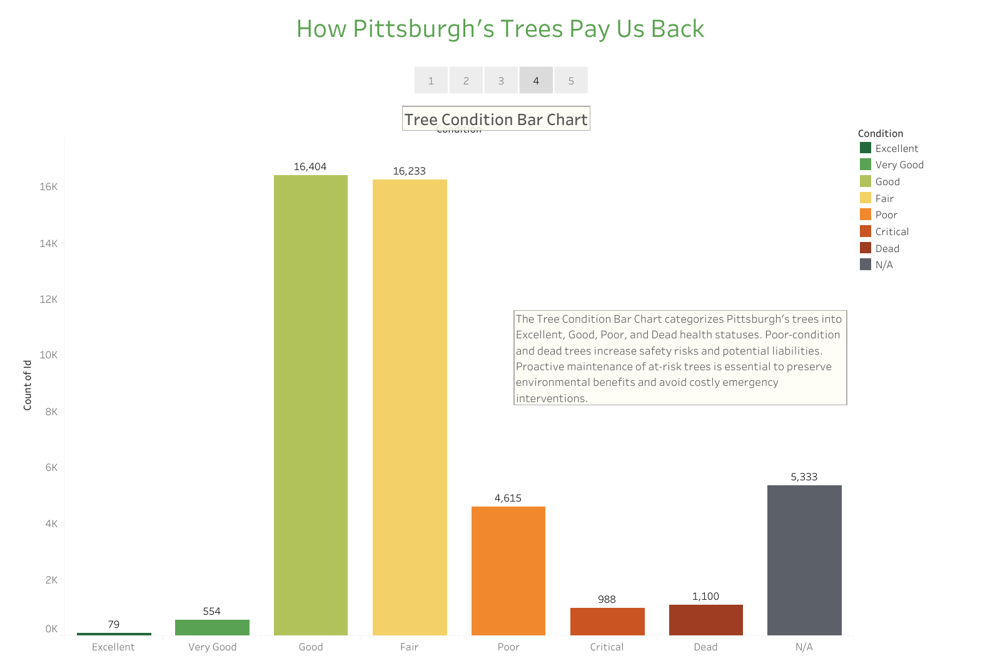 How Pittsburgh's Trees Pay Us Back
1 2 3 4 5
Tree Condition Bar Chart
Condition
Condition
Excellent
Very Good
Good
Fair
Poor
Critical
Dead
N/A
Count of Id
16K
14K
12K
10K
8K
6K
4K
2K
0K
79
554
16,404
16,233
4,615
988
1,100
5,333
The Tree Condition Bar Chart categorizes Pittsburgh's trees into
Excellent, Good, Poor, and Dead health statuses. Poor-condition
and dead trees increase safety risks and potential liabilities.
Proactive maintenance of at-risk trees is essential to preserve
environmental benefits and avoid costly emergency
interventions.
Excellent Very Good Good Fair Poor Critical Dead N/A